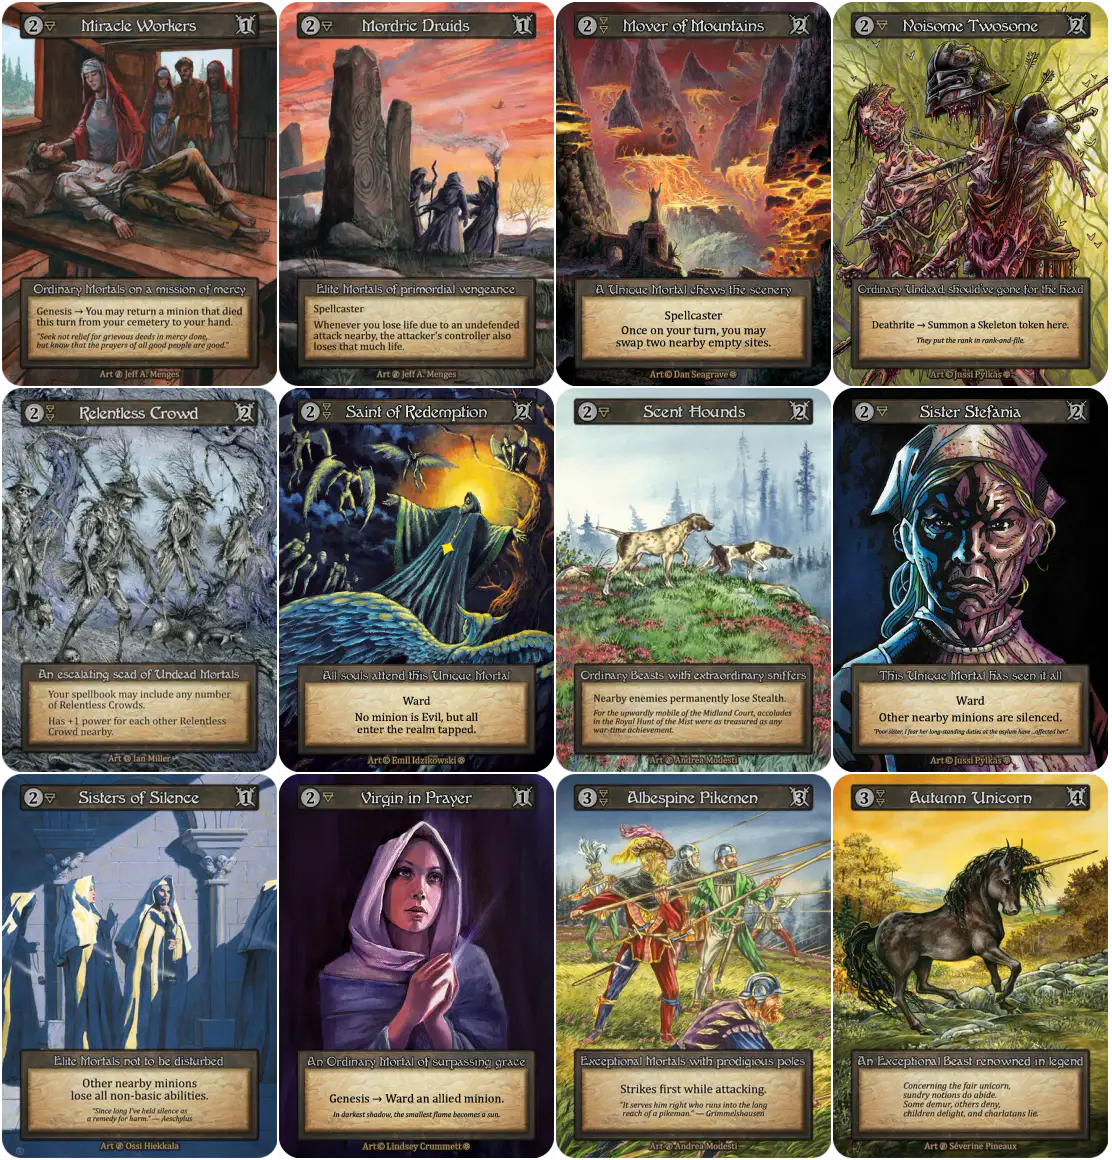 2 Miracle Workers 1
Ordinary Mortals on a mission of mercy
Genesis → You may return a minion that died
this turn from your cemetery to your hand.
"Seek not relief for grievous deeds in mercy done,
but know that the prayers of all good people are good."
Art @ Jeff A. Menges
2 Mordric Druids 1
Elite Mortals of primordial vengeance
Spellcaster
Whenever you lose life due to an undefended
attack nearby, the attacker's controller also
loses that much life.
Art @ Jeff A. Menges
2 Mover of Mountains 2
A Unique Mortal chews the scenery
Spellcaster
Once on your turn, you may
swap two nearby empty sites.
Art © Dan Seagrave
2 Noisome Twosome 2
Ordinary Undead, should've gone for the head
Deathrite → Summon a Skeleton token here.
They put the rank in rank-and-file.
Art © Jussi Pylkäs
2 Relentless Crowd 2
An escalating scad of Undead Mortals
Your spellbook may include any number
of Relentless Crowds.
Has +1 power for each other Relentless
Crowd nearby.
Art @ Ian Miller
2 Saint of Redemption 2
All souls attend this Unique Mortal
Ward
No minion is Evil, but all
enter the realm tapped.
Art © Emil Idzikowski
2 Scent Hounds 2
Ordinary Beasts with extraordinary sniffers
Nearby enemies permanently lose Stealth.
For the upwardly mobile of the Midland Court, accolades
in the Royal Hunt of the Mist were as treasured as any
war-time achievement.
Art @ Andrea Modesti
2 Sister Stefania 2
This Unique Mortal has seen it all
Ward
Other nearby minions are silenced.
"Poor sister, I fear her long-standing duties at the asylum have ...affected her."
Art © Jussi Pylkäs
2 Sisters of Silence 1
Elite Mortals not to be disturbed
Other nearby minions
lose all non-basic abilities.
"Since long I've held silence as
a remedy for harm." — Aeschylus
Art @ Ossi Hiekkala
2 Virgin in Prayer 1
An Ordinary Mortal of surpassing grace
Genesis → Ward an allied minion.
In darkest shadow, the smallest flame becomes a sun.
Art © Lindsey Crummett
3 Albespine Pikemen 3
Exceptional Mortals with prodigious poles
Strikes first while attacking.
"It serves him right who runs into the long
reach of a pikeman." — Grimmelshausen
Art @ Andrea Modesti
3 Autumn Unicorn 4
An Exceptional Beast renowned in legend
Concerning the fair unicorn,
sundry notions do abide.
Some demur, others deny,
children delight, and charlatans lie.
Art @ Séverine Pineaux